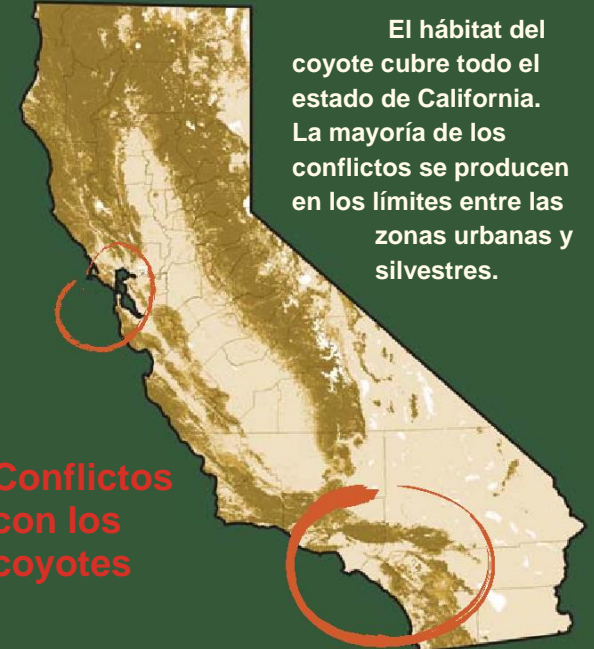 El hábitat del
coyote cubre todo el
estado de California.
La mayoría de los
conflictos se producen
en los límites entre las
zonas urbanas y
silvestres.
Conflictos
con los
coyotes